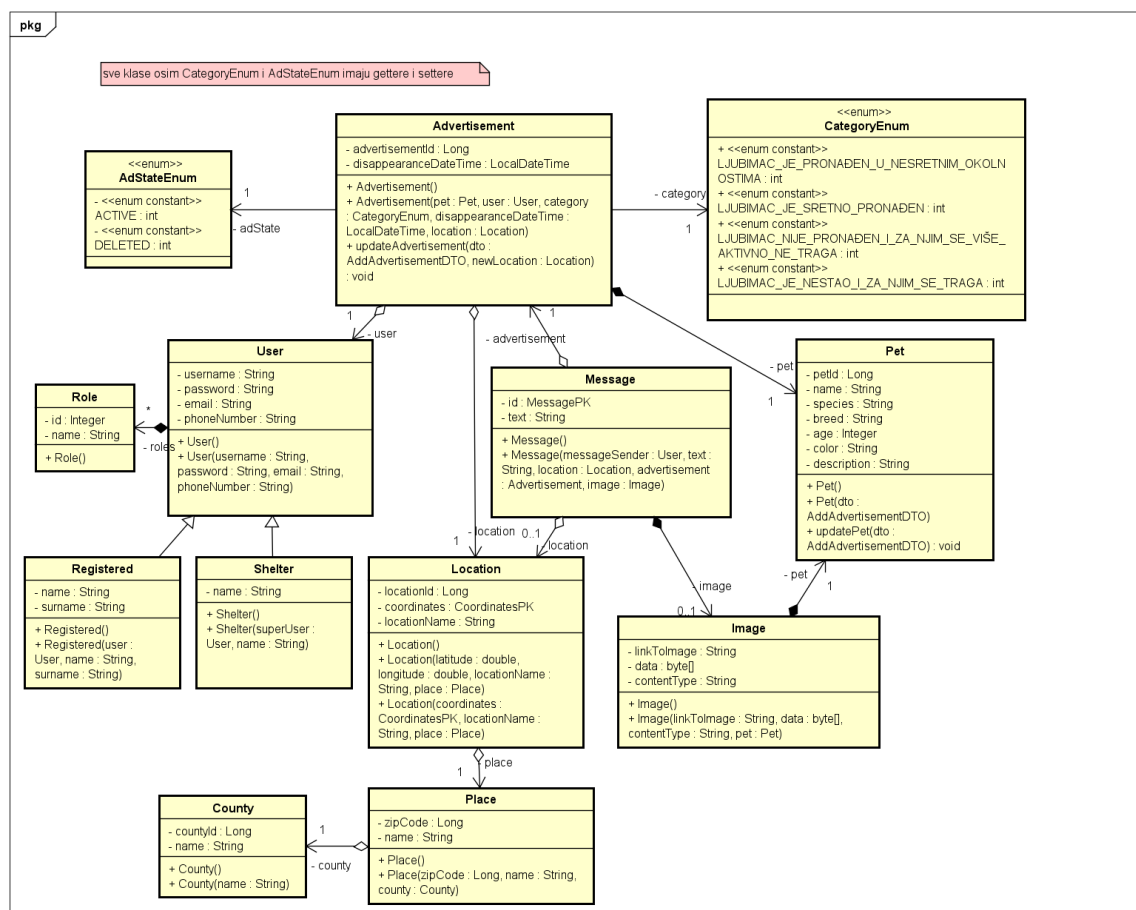 pkg
sve klase osim CategoryEnum i AdStateEnum imaju gettere i settere
Advertisement
- advertisementId : Long
- disappearanceDateTime : LocalDateTime
+ Advertisement()
+ Advertisement(pet : Pet, user : User, category
: CategoryEnum, disappearanceDateTime :
LocalDateTime, location : Location)
+ updateAdvertisement(dto :
AddAdvertisementDTO, newLocation : Location)
: void
<<enum>>
CategoryEnum
+ <<enum constant>>
LJUBIMAC_JE_PRONAĐEN_U_NESRETNIM_OKOLN
OSTIMA : int
+ <<enum constant>>
LJUBIMAC_JE_SRETNO_PRONAĐEN : int
+ <<enum constant>>
LJUBIMAC_NIJE_PRONAĐEN_I_ZA_NJIM_SE_VIŠE_
AKTIVNO_NE_TRAGA : int
+ <<enum constant>>
LJUBIMAC_JE_NESTAO_I_ZA_NJIM_SE_TRAGA : int
<<enum>>
AdStateEnum
- <<enum constant>>
ACTIVE : int
- <<enum constant>>
DELETED : int
1
- adState
- category
1
1
- user
- advertisement
1
- pet
1
User
- username : String
- password : String
- email : String
- phoneNumber : String
+ User()
+ User(username : String,
password : String, email : String,
phoneNumber : String)
Role
- id : Integer
- name : String
+ Role()
*
- roles
Message
- id : MessagePK
- text : String
+ Message()
+ Message(messageSender : User, text :
String, location : Location, advertisement
: Advertisement, image : Image)
Pet
- petId : Long
- name : String
- species : String
- breed : String
- age : Integer
- color : String
- description : String
+ Pet()
+ Pet(dto :
AddAdvertisementDTO)
+ updatePet(dto :
AddAdvertisementDTO) : void
- location
1
0..1
- location
- image
0..1
- pet
1
Registered
- name : String
- surname : String
+ Registered()
+ Registered(user :
User, name : String,
surname : String)
Shelter
- name : String
+ Shelter()
+ Shelter(superUser :
User, name : String)
Location
- locationId : Long
- coordinates : CoordinatesPK
- locationName : String
+ Location()
+ Location(latitude : double,
longitude : double, locationName :
String, place : Place)
+ Location(coordinates :
CoordinatesPK, locationName :
String, place : Place)
Image
- linkToImage : String
- data : byte[]
- contentType : String
+ Image()
+ Image(linkToImage : String, data : byte[],
contentType : String, pet : Pet)
- place
1
County
- countyId : Long
- name : String
+ County()
+ County(name : String)
1
- county
Place
- zipCode : Long
- name : String
+ Place()
+ Place(zipCode : Long, name : String,
county : County)